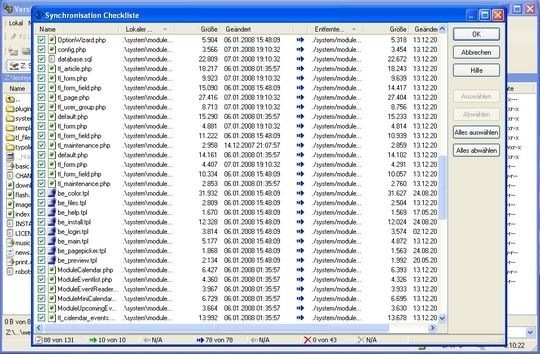 Synchronisation Checkliste
Name Lokaler ... Größe Geändert Entfernte... Größe Geänder
OptionWizard.php .\system\module... 5.904 06.01.2008 15:48:09 ./system/module... 5.318 13.12.20
config.php .\system\module... 3.566 07.01.2008 19:10:32 ./system/module... 3.454 13.12.20
database.sql .\system\module... 22.809 07.01.2008 19:10:32 ./system/module... 22.672 13.12.20
tl_article.php .\system\module... 18.217 06.01.2008 15:48:09 ./system/module... 18.243 13.12.20
tl_form.php .\system\module... 9.923 07.01.2008 19:10:32 ./system/module... 9.639 13.12.20
tl_form_field.php .\system\module... 15.090 06.01.2008 15:48:09 ./system/module... 14.417 13.12.20
tl_page.php .\system\module... 27.416 07.01.2008 19:10:32 ./system/module... 27.404 13.12.20
tl_user_group.php .\system\module... 8.713 07.01.2008 19:10:32 ./system/module... 8.756 13.12.20
default.php .\system\module... 15.290 06.01.2008 15:48:09 ./system/module... 15.233 13.12.20
tl_form.php .\system\module... 4.881 07.01.2008 19:10:32 ./system/module... 4.814 13.12.20
tl_form_field.php .\system\module... 11.222 06.01.2008 15:48:09 ./system/module... 10.939 13.12.20
tl_maintenance.php .\system\module... 2.958 14.12.2007 21:07:57 ./system/module... 2.859 13.12.20
default.php .\system\module... 14.161 06.01.2008 15:48:09 ./system/module... 14.102 13.12.20
tl_form.php .\system\module... 4.407 07.01.2008 19:10:32 ./system/module... 4.291 13.12.20
tl_form_field.php .\system\module... 10.334 06.01.2008 15:48:09 ./system/module... 10.057 13.12.20
tl_maintenance.php .\system\module... 2.853 06.01.2008 01:35:57 ./system/module... 2.760 13.12.20
be_color.tpl .\system\module... 31.932 06.01.2008 15:48:09 ./system/module... 31.627 24.08.20
be_files.tpl .\system\module... 2.509 06.01.2008 15:48:09 ./system/module... 2.504 13.12.20
be_help.tpl .\system\module... 1.670 06.01.2008 15:48:09 ./system/module... 1.569 17.05.20
be_install.tpl .\system\module... 12.328 06.01.2008 15:48:09 ./system/module... 12.024 24.08.20
be_login.tpl .\system\module... 3.814 06.01.2008 15:48:09 ./system/module... 3.574 02.12.20
be_main.tpl .\system\module... 5.177 06.01.2008 15:48:09 ./system/module... 4.872 13.12.20
be_pagepicker.tpl .\system\module... 1.868 06.01.2008 15:48:09 ./system/module... 1.563 24.08.20
be_preview.tpl .\system\module... 2.134 06.01.2008 15:48:09 ./system/module... 1.982 20.05.20
ModuleCalendar.php .\system\module... 6.427 06.01.2008 01:35:57 ./system/module... 6.393 13.12.20
ModuleEventlist.php .\system\module... 4.360 06.01.2008 01:35:57 ./system/module... 4.326 13.12.20
ModuleEventReader... .\system\module... 3.967 06.01.2008 01:35:57 ./system/module... 3.933 13.12.20
ModuleMiniCalendar... .\system\module... 6.729 06.01.2008 01:35:57 ./system/module... 6.695 13.12.20
ModuleUpcomingEv... .\system\module... 3.664 06.01.2008 01:35:57 ./system/module... 3.630 13.12.20
tl_calendar_events.... .\system\module... 13.992 06.01.2008 01:35:57 ./system/module... 13.678 13.12.20
88 von 131 10 von 10 N/A 78 von 78 N/A 0 von 43 N/A
OK
Abbrechen
Hilfe
Auswählen
Abwählen
Alles auswählen
Alles abwählen
Lokal
Name
10:22